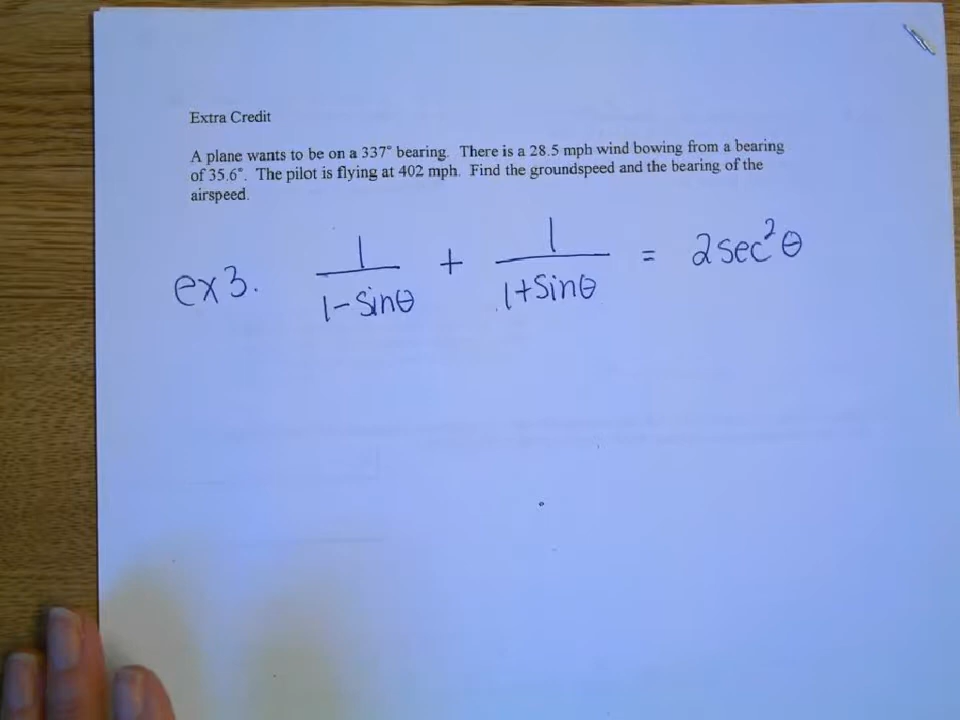 Extra Credit
A plane wants to be on a 337° bearing. There is a 28.5 mph wind bowing from a bearing
of 35.6°. The pilot is flying at 402 mph. Find the groundspeed and the bearing of the
airspeed.
ex3. 1/(1-sinθ) + 1/(1+sinθ) = 2sec²θ